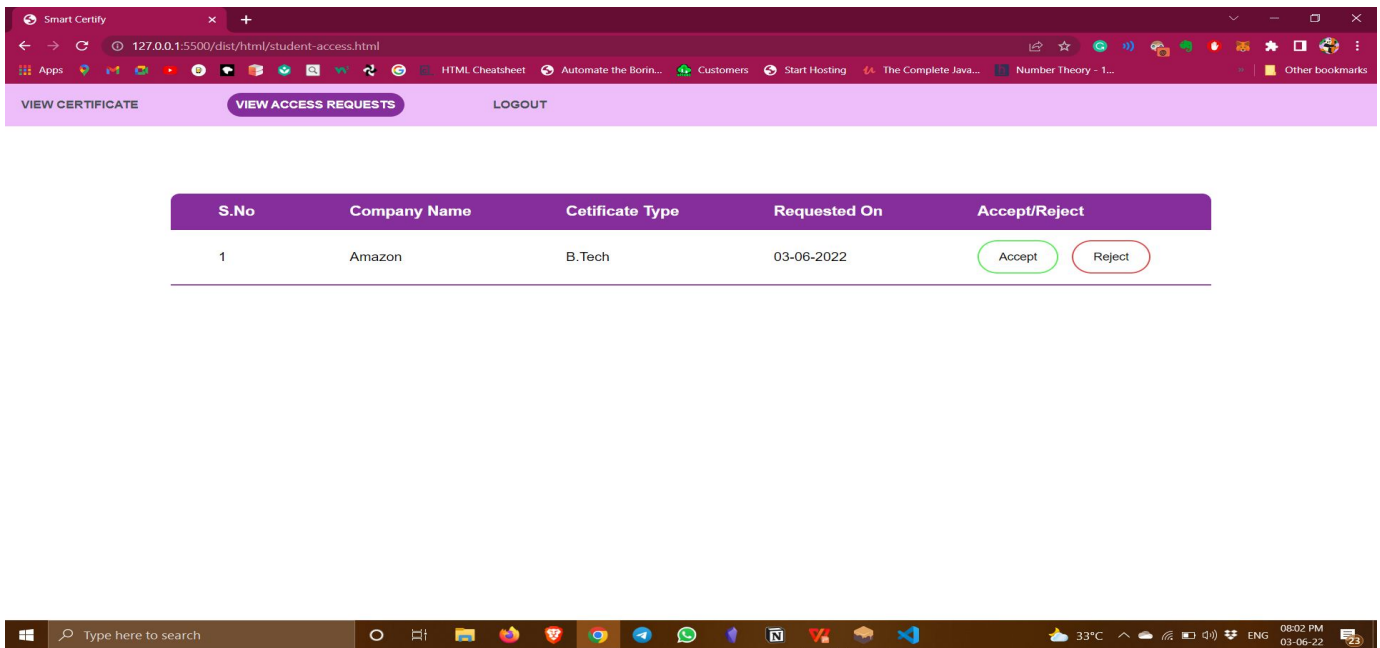 Smart Certify
127.0.0.1:5500/dist/html/student-access.html
Apps HTML Cheatsheet Automate the Borin... Customers Start Hosting The Complete Java... Number Theory - 1... » Other bookmarks
VIEW CERTIFICATE VIEW ACCESS REQUESTS LOGOUT
S.No Company Name Cetificate Type Requested On Accept/Reject
1 Amazon B.Tech 03-06-2022 Accept Reject
Type here to search 33°C ENG 08:02 PM
03-06-22 23